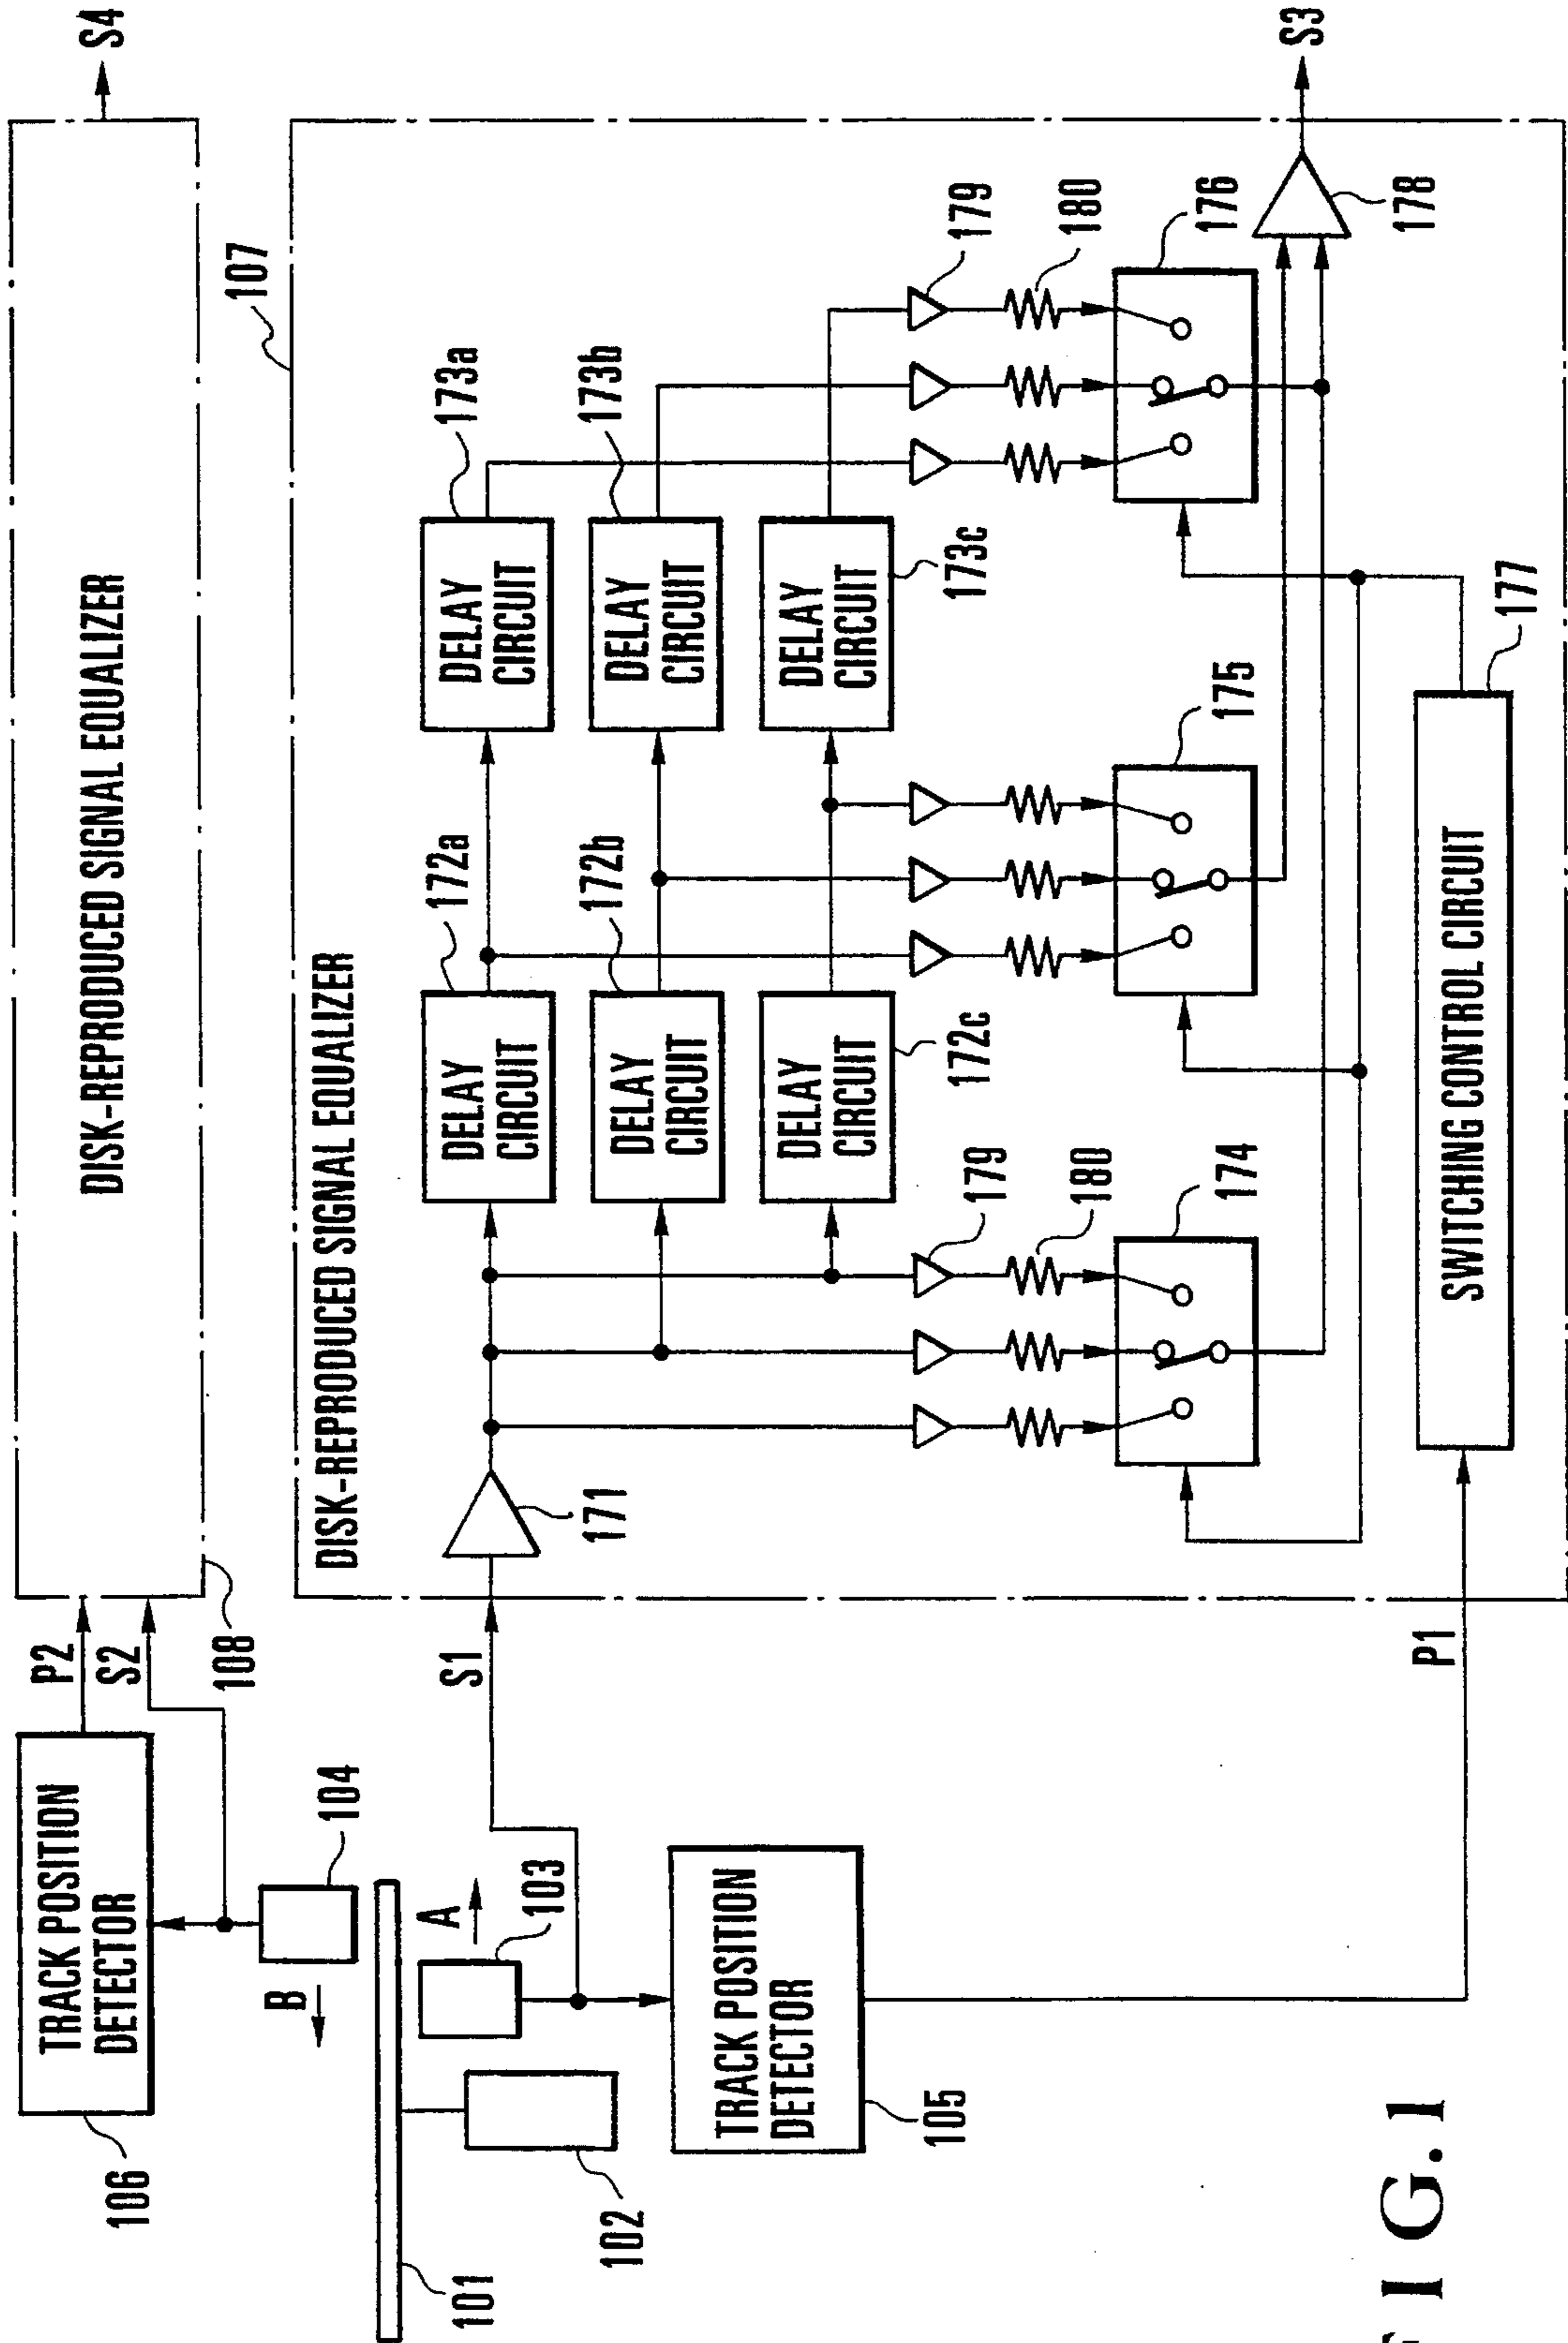 106
TRACK POSITION
DETECTOR
P2
S2
108
DISK-REPRODUCED SIGNAL EQUALIZER
S4
B
104
101
102
A
103
S1
TRACK POSITION
DETECTOR
105
P1
107
DISK-REPRODUCED SIGNAL EQUALIZER
171
172a
DELAY
CIRCUIT
173a
DELAY
CIRCUIT
172b
DELAY
CIRCUIT
173b
DELAY
CIRCUIT
172c
DELAY
CIRCUIT
173c
DELAY
CIRCUIT
179
180
179
180
174
175
176
178
S3
SWITCHING CONTROL CIRCUIT
177
I G. 1